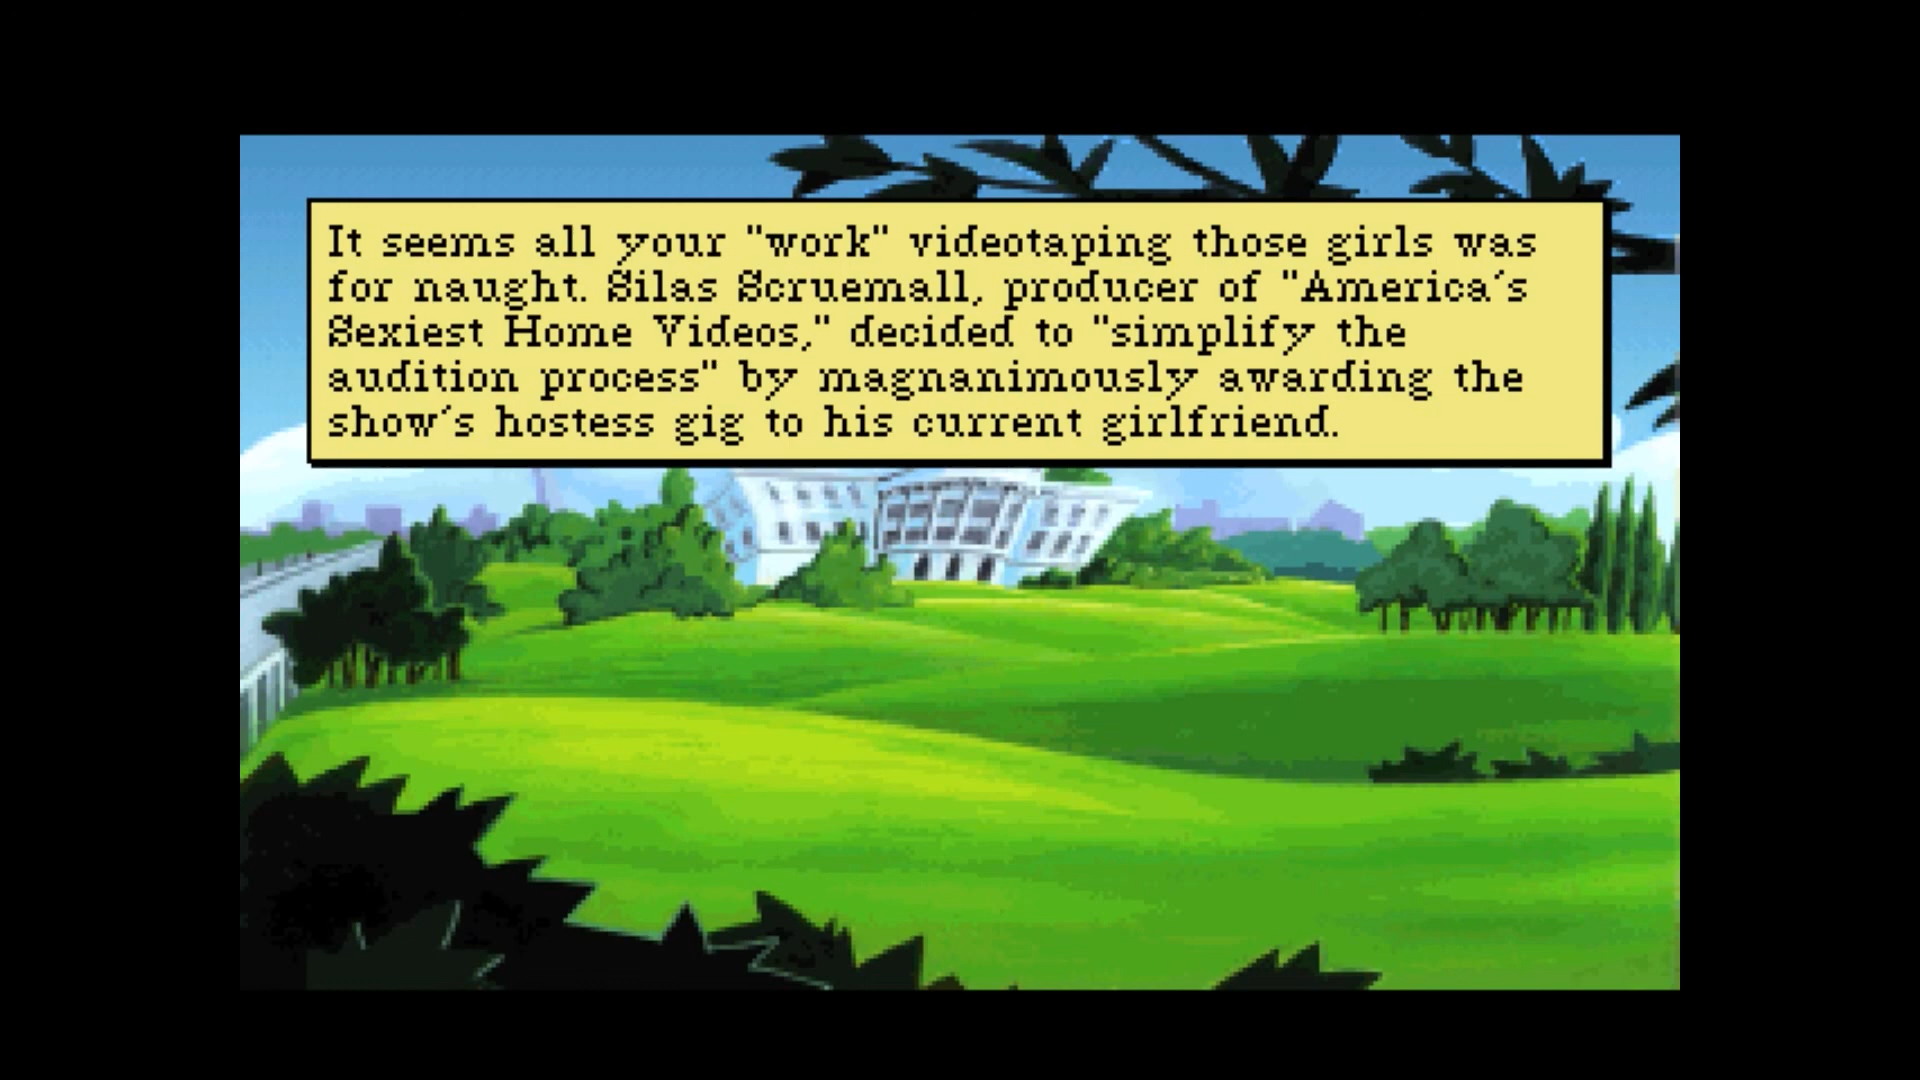 It seems all your "work" videotaping those girls was
for naught. Silas Scruemall, producer of "America's
Sexiest Home Videos," decided to "simplify the
audition process" by magnanimously awarding the
show's hostess gig to his current girlfriend.